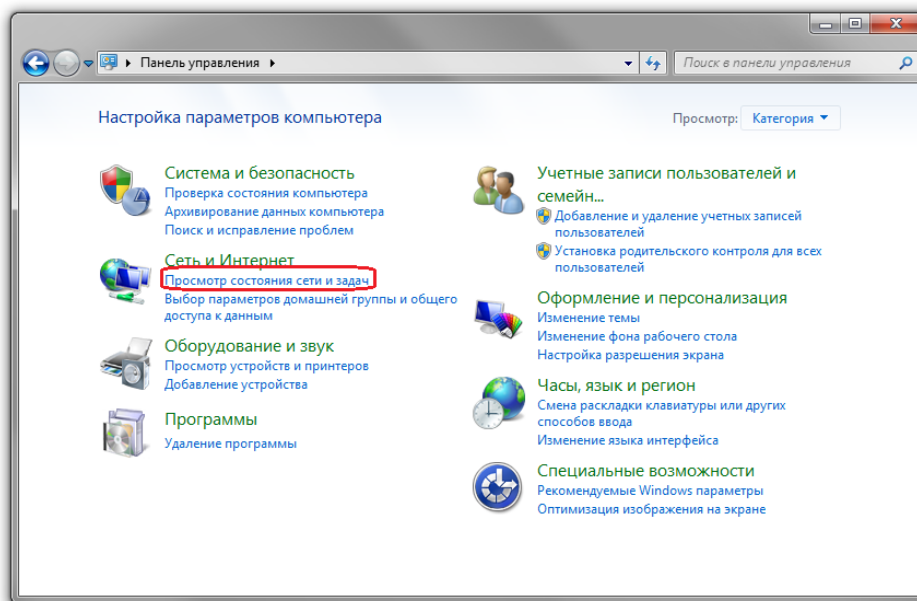 Панель управления
Поиск в панели управления
Настройка параметров компьютера
Просмотр: Категория
Система и безопасность
Проверка состояния компьютера
Архивирование данных компьютера
Поиск и исправление проблем
Сеть и Интернет
Просмотр состояния сети и задач
Выбор параметров домашней группы и общего
доступа к данным
Оборудование и звук
Просмотр устройств и принтеров
Добавление устройства
Программы
Удаление программы
Учетные записи пользователей и
семейн...
Добавление и удаление учетных записей
пользователей
Установка родительского контроля для всех
пользователей
Оформление и персонализация
Изменение темы
Изменение фона рабочего стола
Настройка разрешения экрана
Часы, язык и регион
Смена раскладки клавиатуры или других
способов ввода
Изменение языка интерфейса
Специальные возможности
Рекомендуемые Windows параметры
Оптимизация изображения на экране